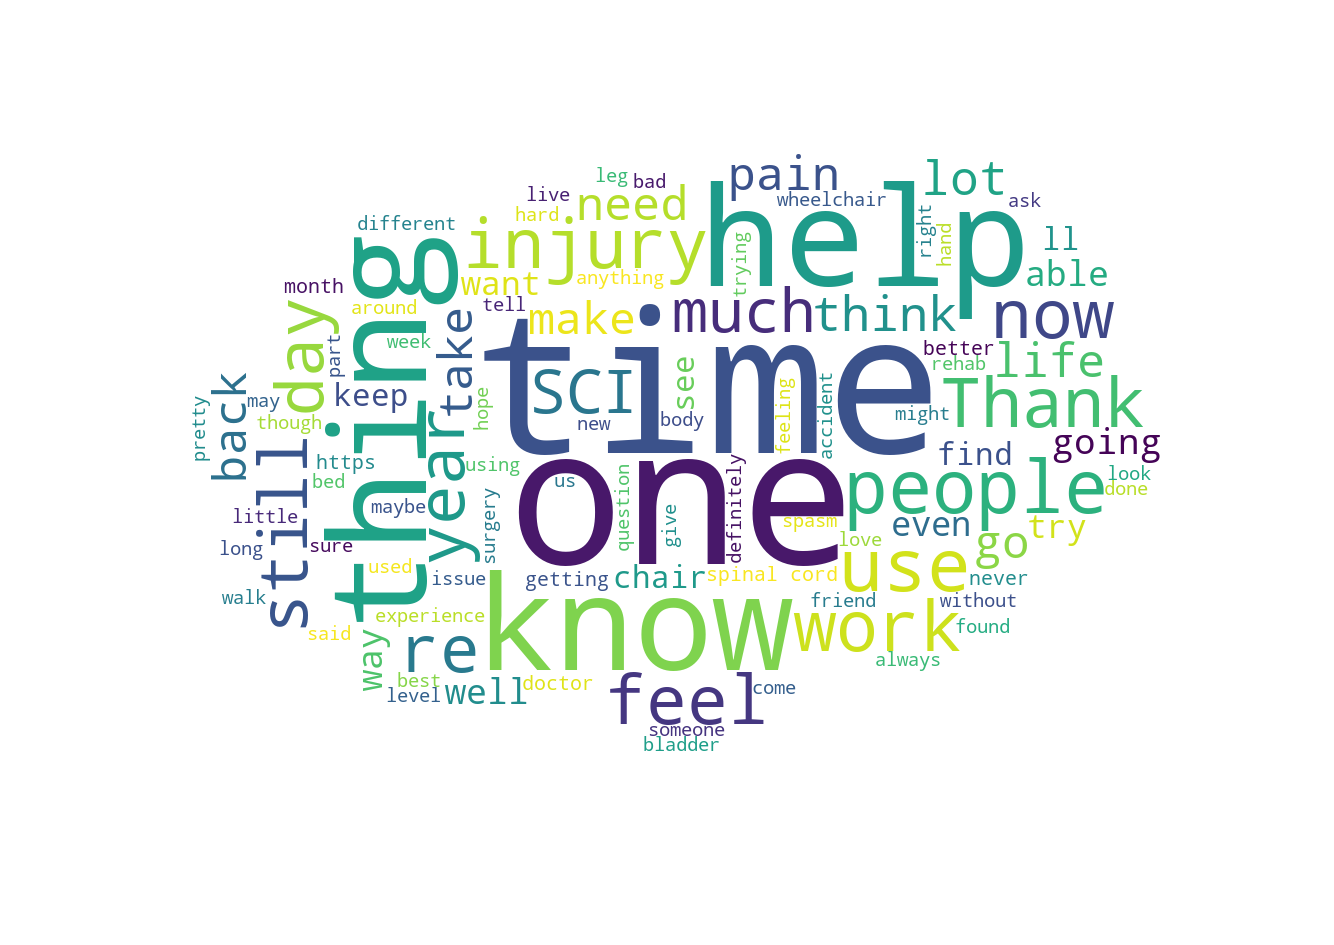 leg
bad
pain
lot
live
need
wheelchair
ask
hard
help
different
injury
right
hand
ll
thing
want
anything
trying
able
month
day
around
tell
make
much
think
now
week
part
take
time
better
life
rehab
back
keep
SCI
see
Thank
may
pretty
though
year
hope
new
body
feeling
accident
might
going
still
https
using
one
find
look
bed
us
question
definitely
people
done
little
maybe
surgery
give
spasm
even
try
long
sure
love
go
used
issue
getting
chair
spinal cord
use
never
walk
experience
know
friend
without
said
way
re
work
found
always
best
level
well
doctor
feel
come
someone
bladder